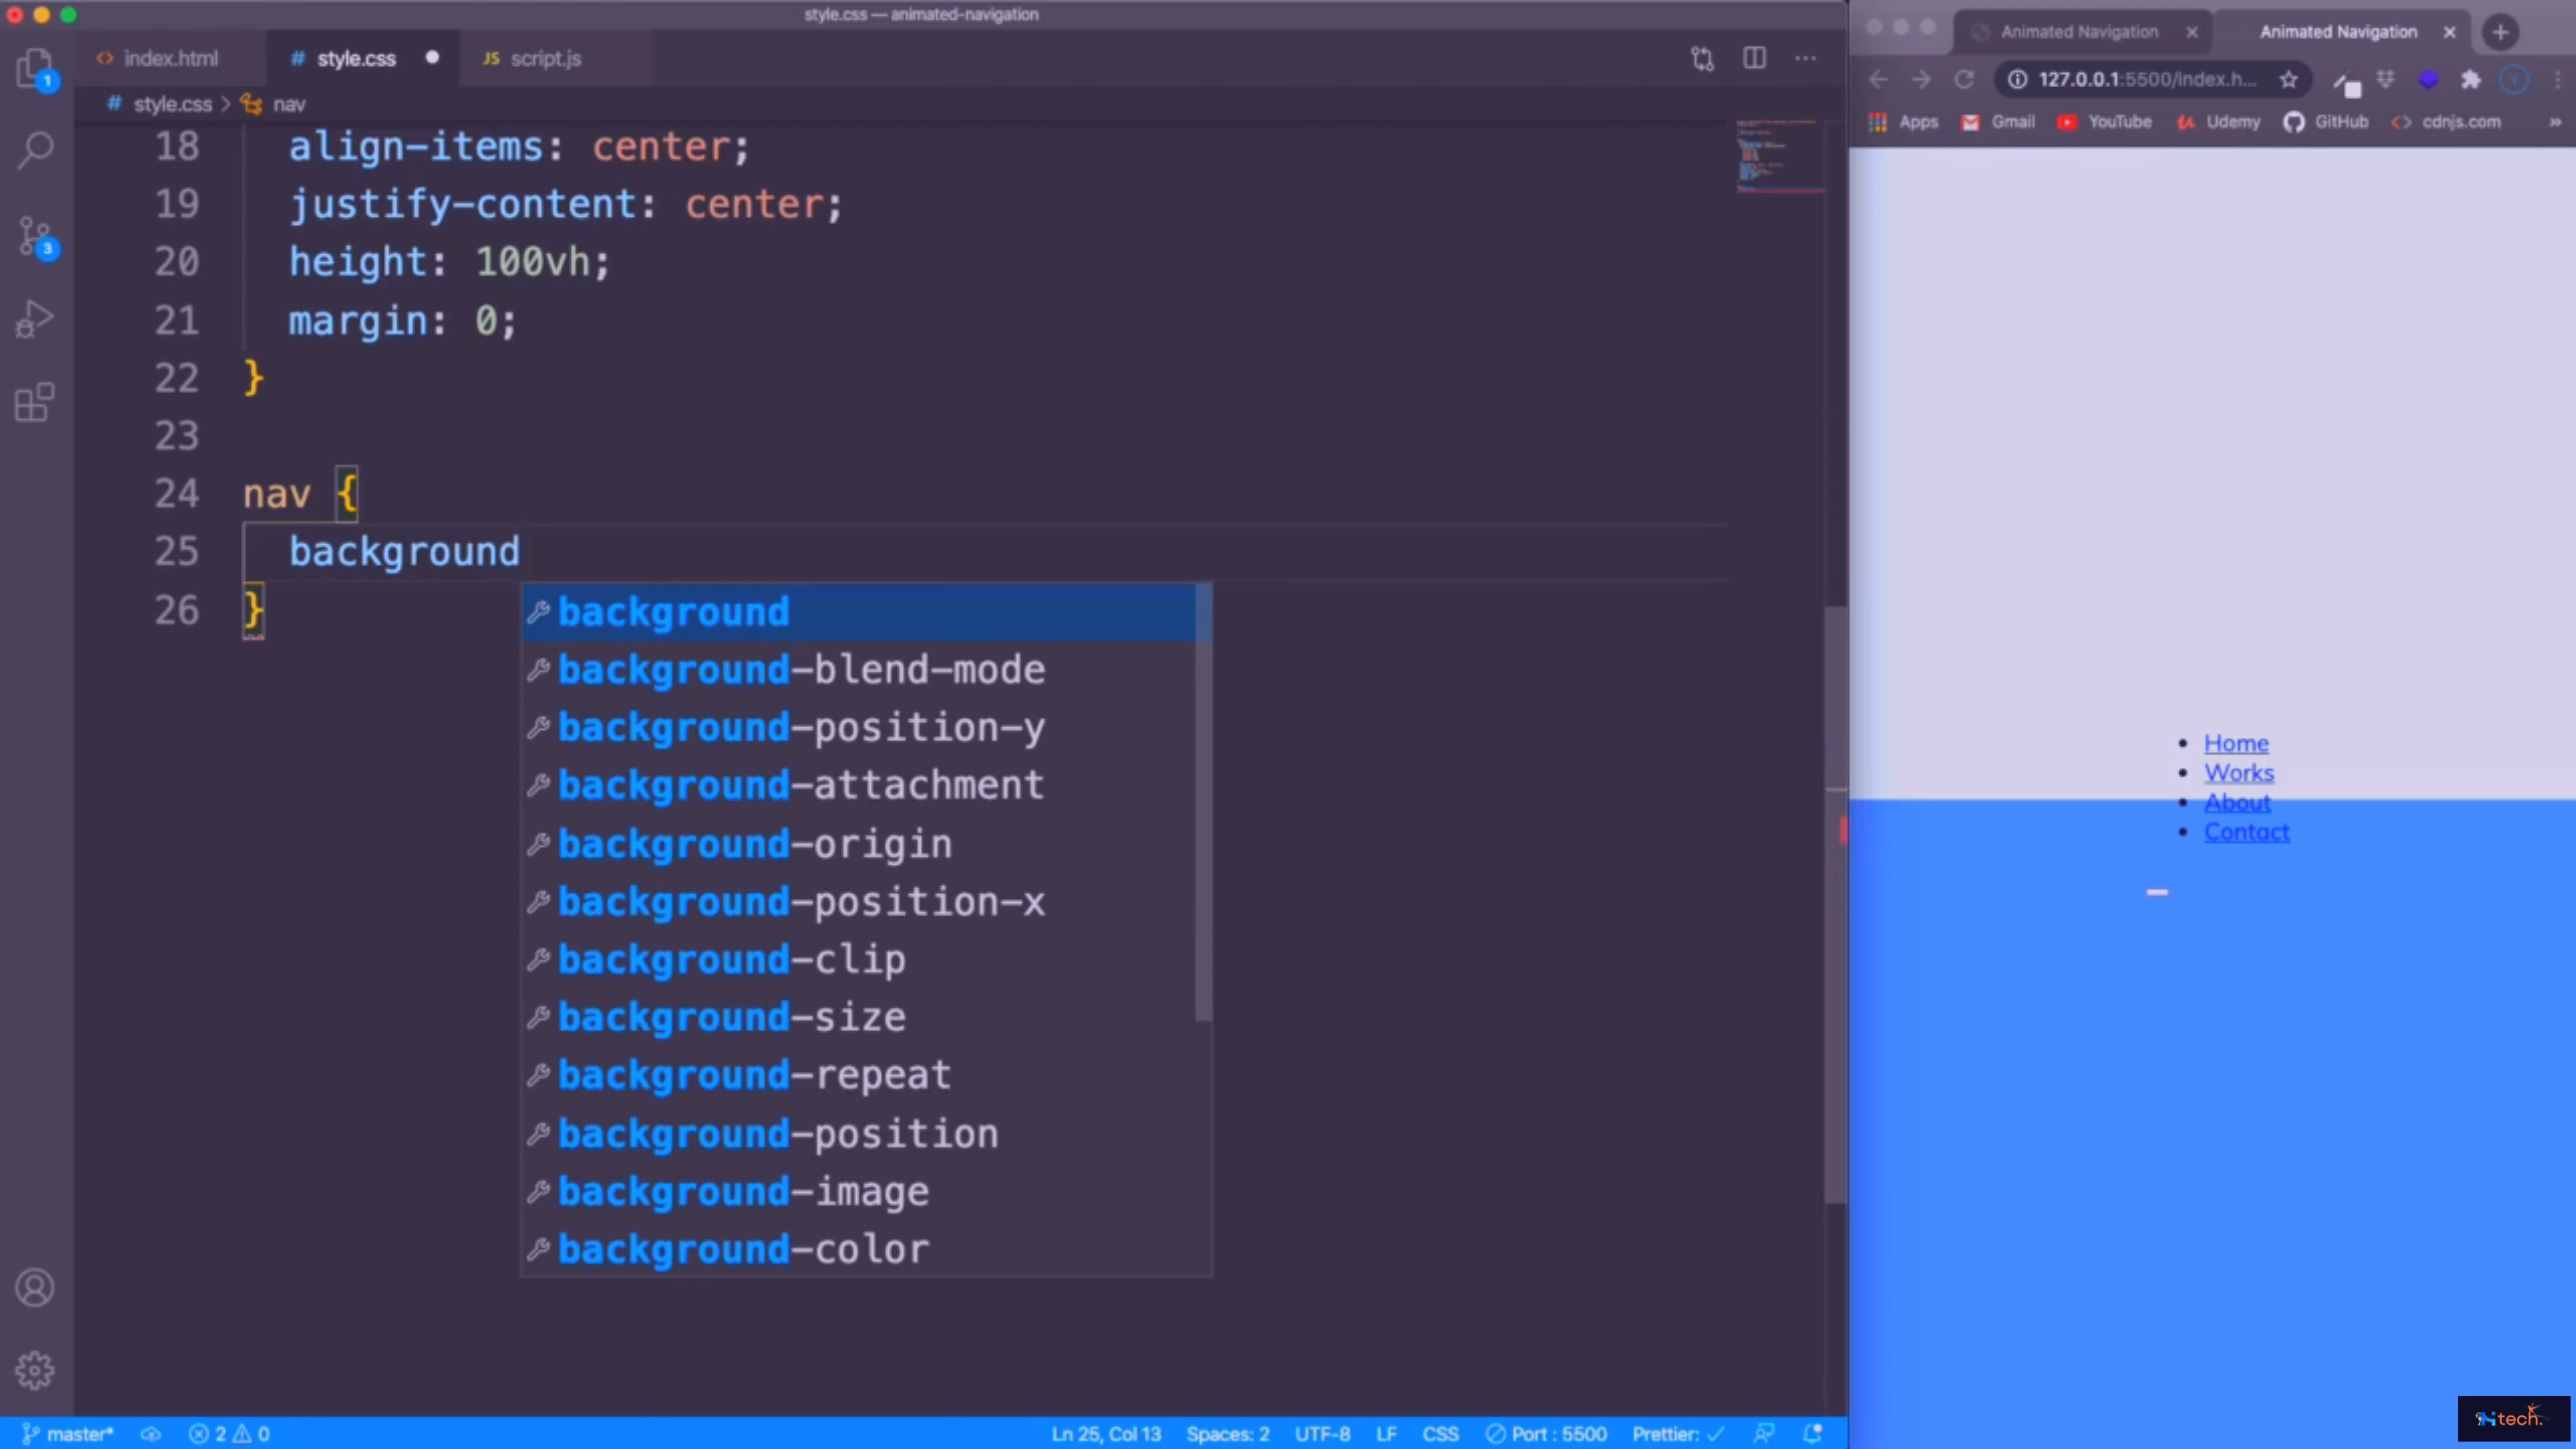 style.css — animated-navigation
index.html
style.css
JS script.js
1
# style.css > nav
3
18 align-items: center;
19 justify-content: center;
20 height: 100vh;
21 margin: 0;
22 }
23
24 nav {
25 background
26 }
background
background-blend-mode
background-position-y
background-attachment
background-origin
background-position-x
background-clip
background-size
background-repeat
background-position
background-image
background-color
master* 2 0 Ln 25, Col 13 Spaces: 2 UTF-8 LF CSS Port : 5500 Prettier: ✓
Animated Navigation
Animated Navigation
127.0.0.1:5500/index.h...
Apps Gmail YouTube Udemy GitHub cdnjs.com »
• Home
• Works
• About
• Contact
tech.